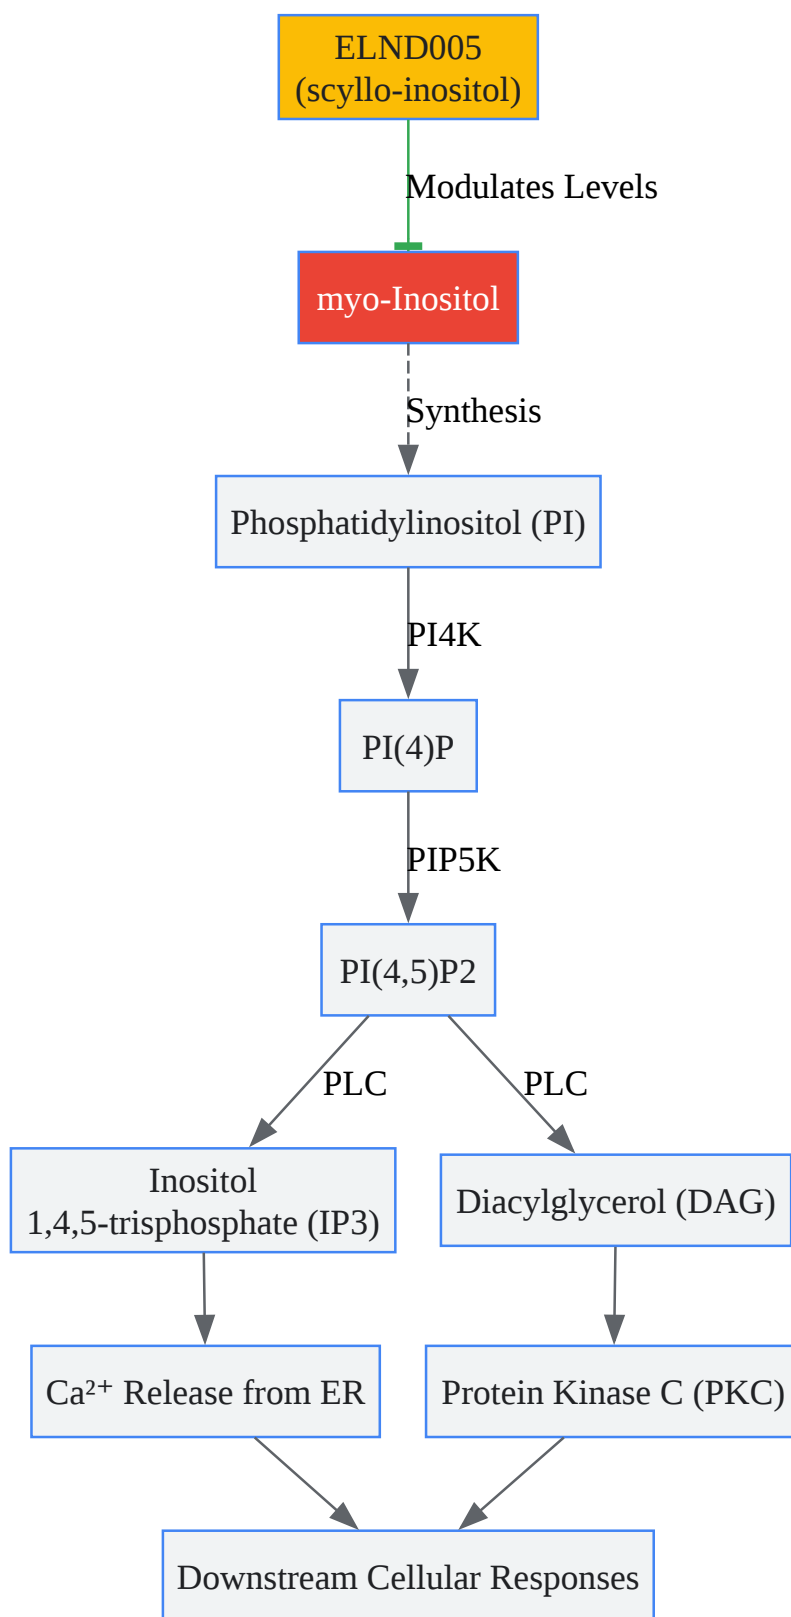 ELND005
(scyllo-inositol)
Modulates Levels
myo-Inositol
Synthesis
Phosphatidylinositol (PI)
PI4K
PI(4)P
PIP5K
PI(4,5)P2
PLC
PLC
Inositol
1,4,5-trisphosphate (IP3)
Diacylglycerol (DAG)
Ca²⁺ Release from ER
Protein Kinase C (PKC)
Downstream Cellular Responses